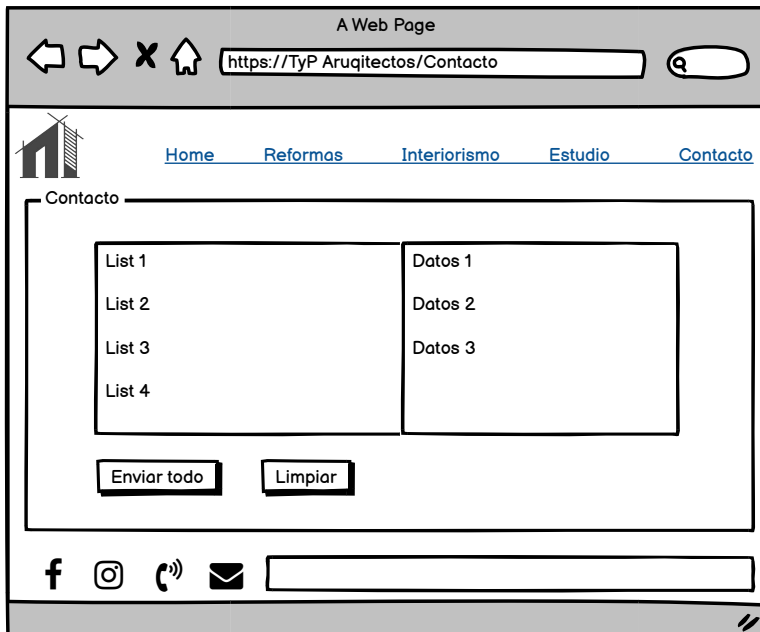 A Web Page
https://TyP Aruqitectos/Contacto
Home Reformas Interiorismo Estudio Contacto
Contacto
List 1 Datos 1
List 2 Datos 2
List 3 Datos 3
List 4
Enviar todo Limpiar